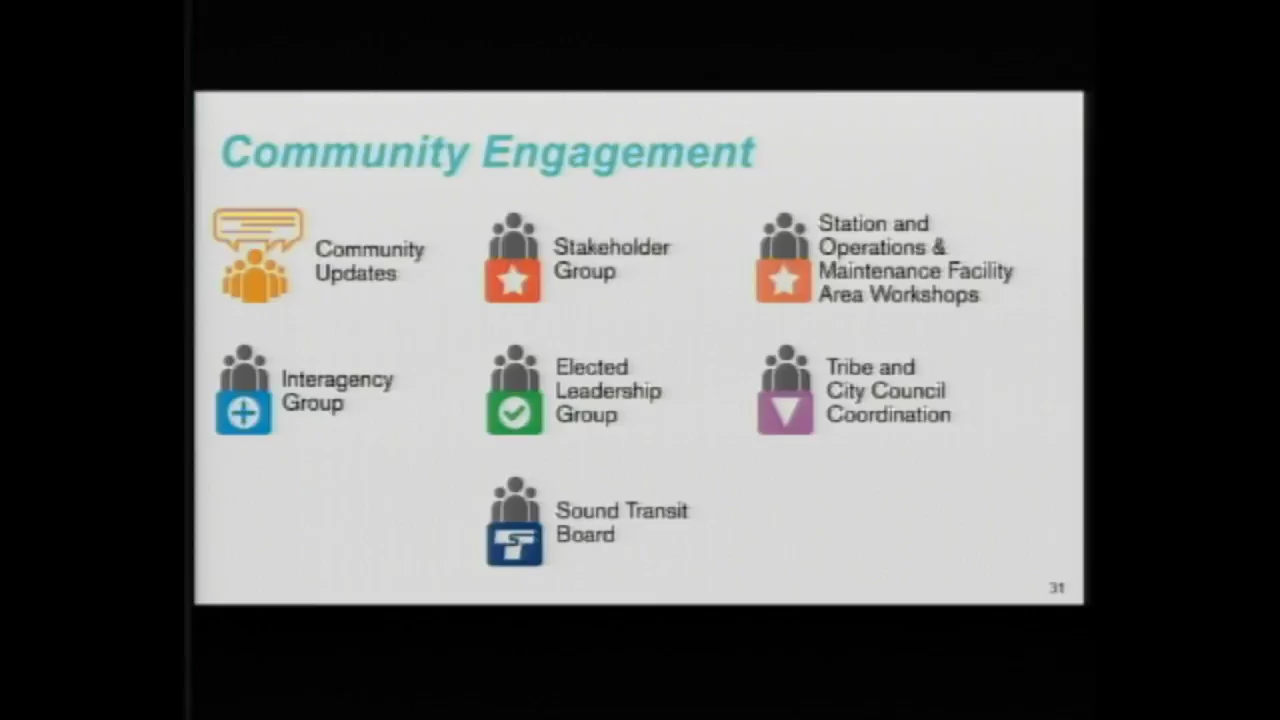 Community Engagement
Community
Updates
Stakeholder
Group
Station and
Operations &
Maintenance Facility
Area Workshops
Interagency
Group
Elected
Leadership
Group
Tribe and
City Council
Coordination
Sound Transit
Board
31